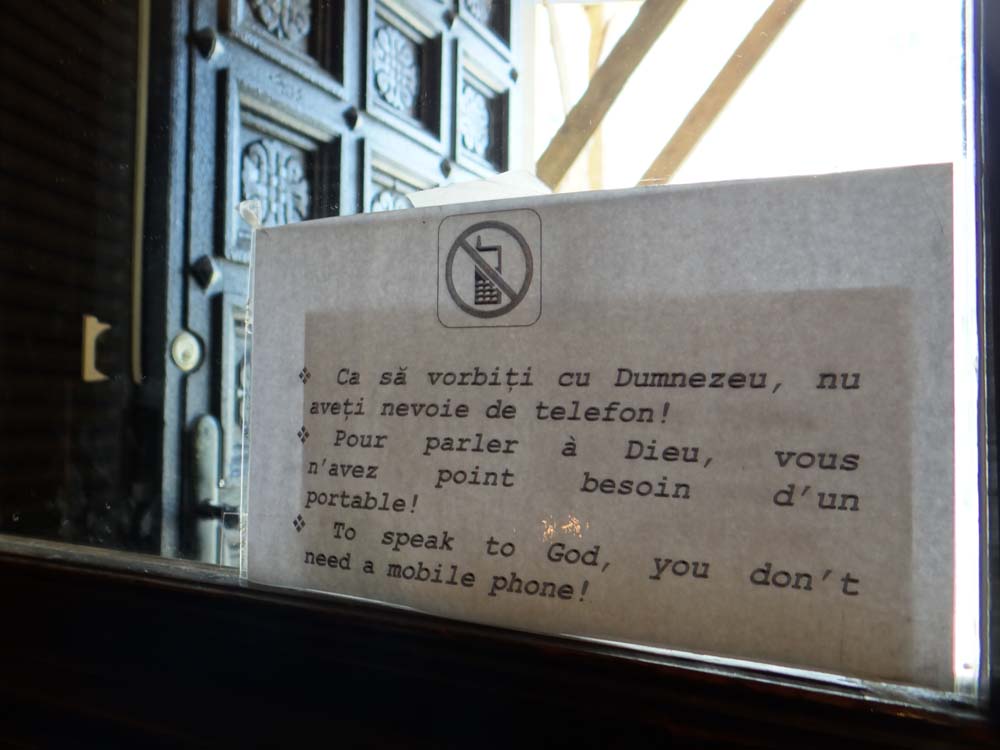 ❖ Ca să vorbiți cu Dumnezeu, nu
aveți nevoie de telefon!
❖ Pour parler à Dieu, vous
n'avez point besoin d'un
portable!
❖ To speak to God, you don't
need a mobile phone!